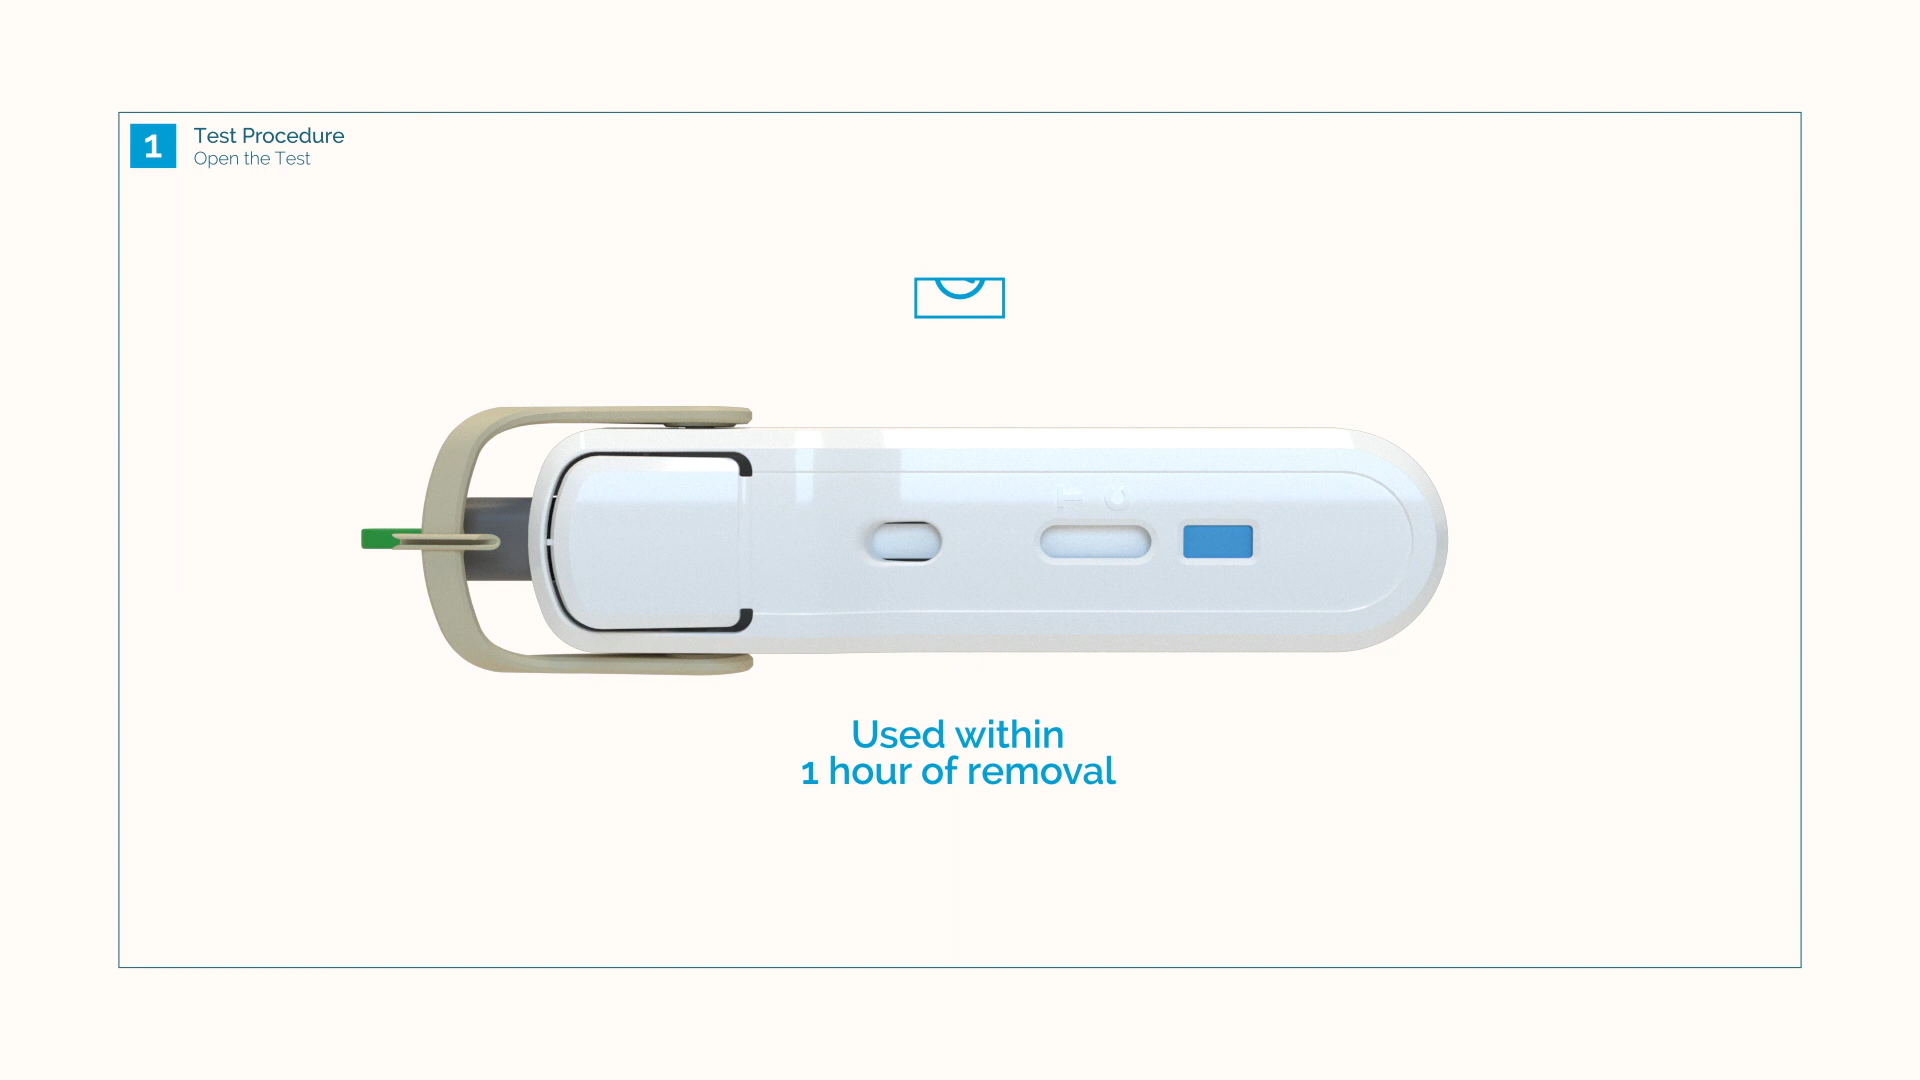 1
Test Procedure
Open the Test
T C
Used within
1 hour of removal